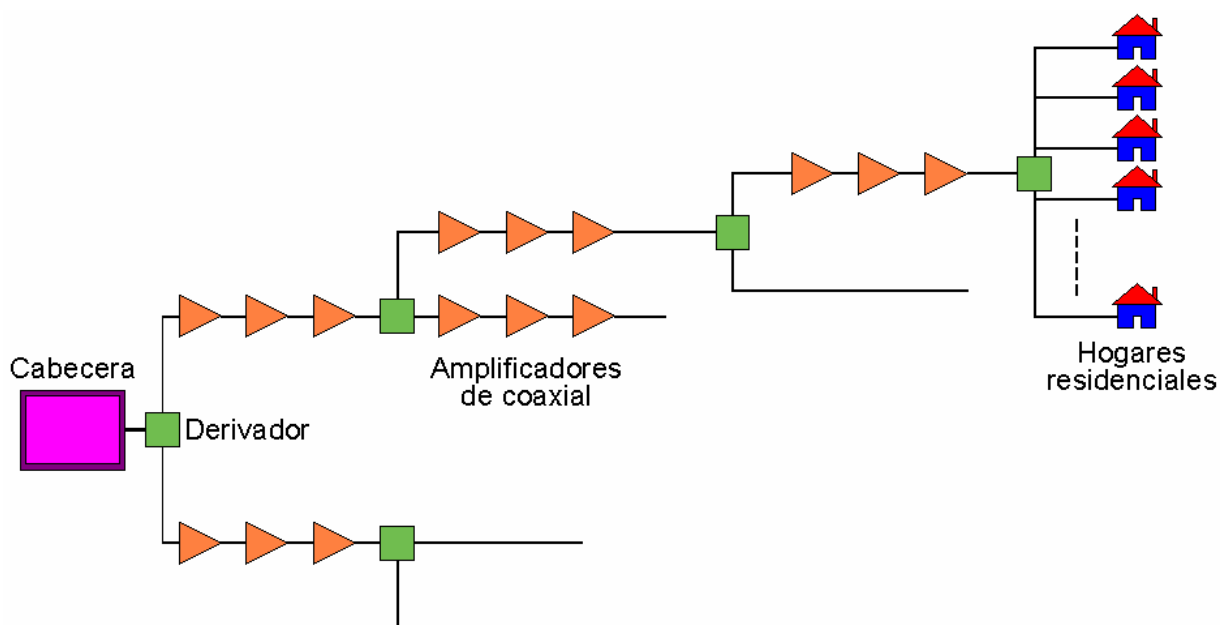 Cabecera
Derivador
Amplificadores
de coaxial
Hogares
residenciales